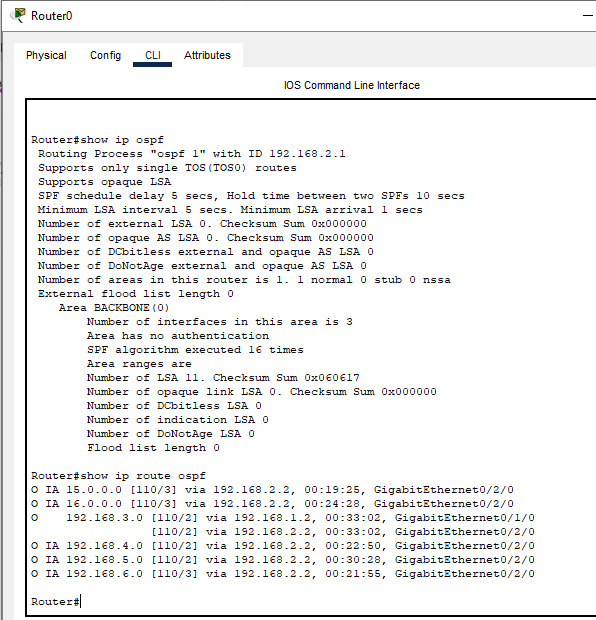 Router0
Physical Config CLI Attributes
IOS Command Line Interface
Router#show ip ospf
Routing Process "ospf 1" with ID 192.168.2.1
Supports only single TOS(TOS0) routes
Supports opaque LSA
SPF schedule delay 5 secs, Hold time between two SPFs 10 secs
Minimum LSA interval 5 secs. Minimum LSA arrival 1 secs
Number of external LSA 0. Checksum Sum 0x000000
Number of opaque AS LSA 0. Checksum Sum 0x000000
Number of DCbitless external and opaque AS LSA 0
Number of DoNotAge external and opaque AS LSA 0
Number of areas in this router is 1. 1 normal 0 stub 0 nssa
External flood list length 0
Area BACKBONE(0)
Number of interfaces in this area is 3
Area has no authentication
SPF algorithm executed 16 times
Area ranges are
Number of LSA 11. Checksum Sum 0x060617
Number of opaque link LSA 0. Checksum Sum 0x000000
Number of DCbitless LSA 0
Number of indication LSA 0
Number of DoNotAge LSA 0
Flood list length 0
Router#show ip route ospf
O IA 15.0.0.0 [110/3] via 192.168.2.2, 00:19:25, GigabitEthernet0/2/0
O IA 16.0.0.0 [110/3] via 192.168.2.2, 00:24:28, GigabitEthernet0/2/0
O 192.168.3.0 [110/2] via 192.168.1.2, 00:33:02, GigabitEthernet0/1/0
[110/2] via 192.168.2.2, 00:33:02, GigabitEthernet0/2/0
O IA 192.168.4.0 [110/2] via 192.168.2.2, 00:22:50, GigabitEthernet0/2/0
O IA 192.168.5.0 [110/2] via 192.168.2.2, 00:30:28, GigabitEthernet0/2/0
O IA 192.168.6.0 [110/3] via 192.168.2.2, 00:21:55, GigabitEthernet0/2/0
Router#